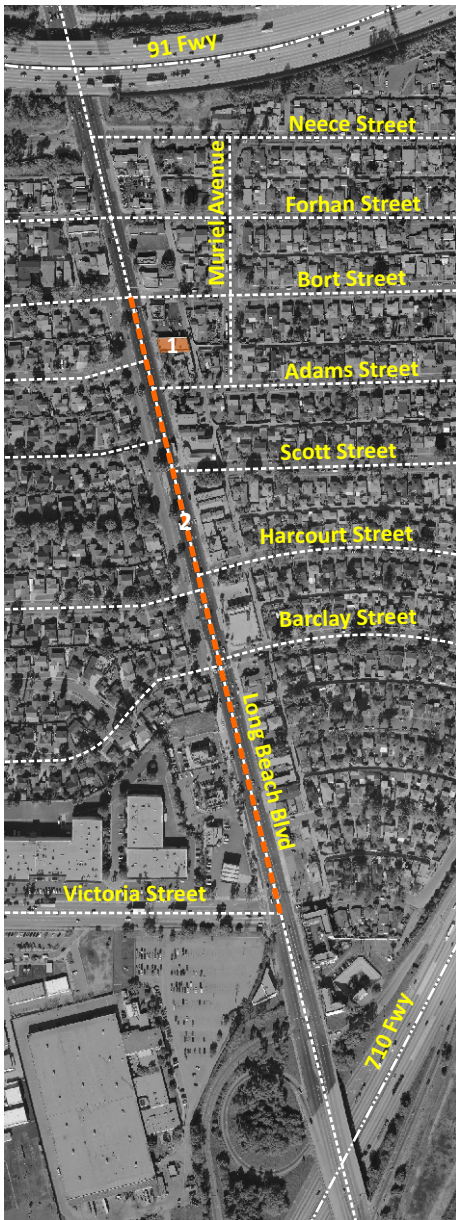 91 Fwy
Neece Street
Muriel Avenue
Forhan Street
Bort Street
1
Adams Street
Scott Street
2
Harcourt Street
Barclay Street
Long Beach Blvd
Victoria Street
710 Fwy